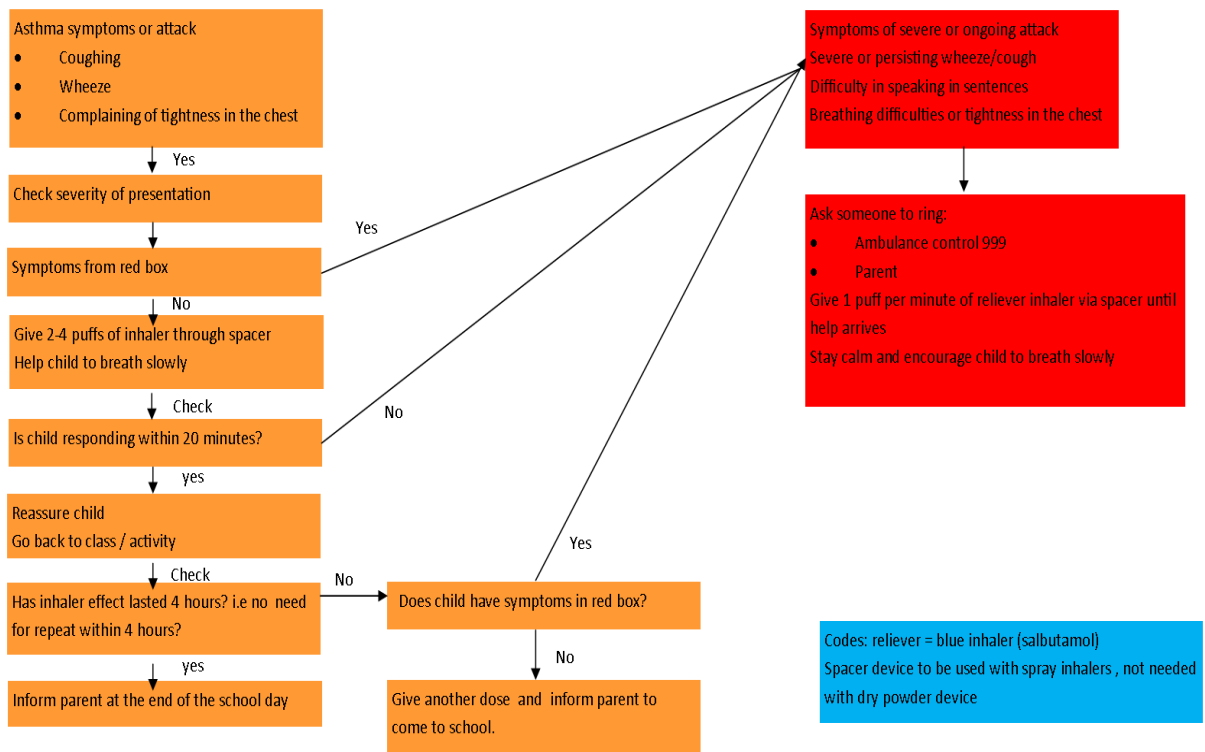 Asthma symptoms or attack
• Coughing
• Wheeze
• Complaining of tightness in the chest
Yes
Check severity of presentation
Symptoms from red box
Yes
No
Give 2-4 puffs of inhaler through spacer
Help child to breath slowly
Check
Is child responding within 20 minutes?
No
yes
Reassure child
Go back to class / activity
Check
Has inhaler effect lasted 4 hours? i.e no need
for repeat within 4 hours?
No
yes
Inform parent at the end of the school day
Does child have symptoms in red box?
Yes
No
Give another dose and inform parent to
come to school.
Symptoms of severe or ongoing attack
Severe or persisting wheeze/cough
Difficulty in speaking in sentences
Breathing difficulties or tightness in the chest
Ask someone to ring:
• Ambulance control 999
• Parent
Give 1 puff per minute of reliever inhaler via spacer until
help arrives
Stay calm and encourage child to breath slowly
Codes: reliever = blue inhaler (salbutamol)
Spacer device to be used with spray inhalers , not needed
with dry powder device